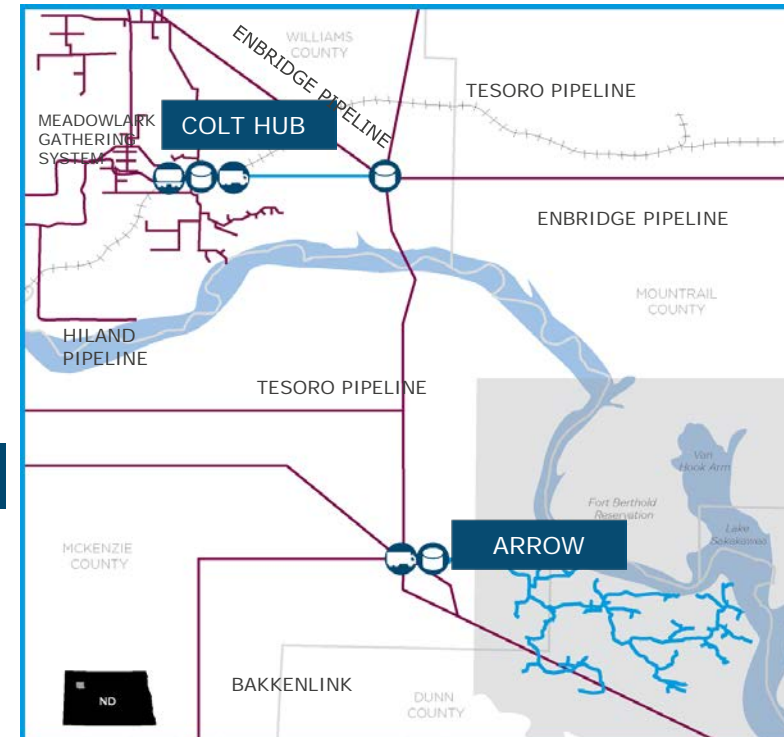 WILLIAMS
COUNTY
ENBRIDGE PIPELINE
TESORO PIPELINE
MEADOWLARK
GATHERING
SYSTEM
COLT HUB
ENBRIDGE PIPELINE
MOUNTRAIL
COUNTY
HILAND
PIPELINE
TESORO PIPELINE
Van
Hook Arm
Fort Berthold
Reservation
Lake
Sakakawea
ARROW
MCKENZIE
COUNTY
BAKKENLINK
DUNN
COUNTY
ND